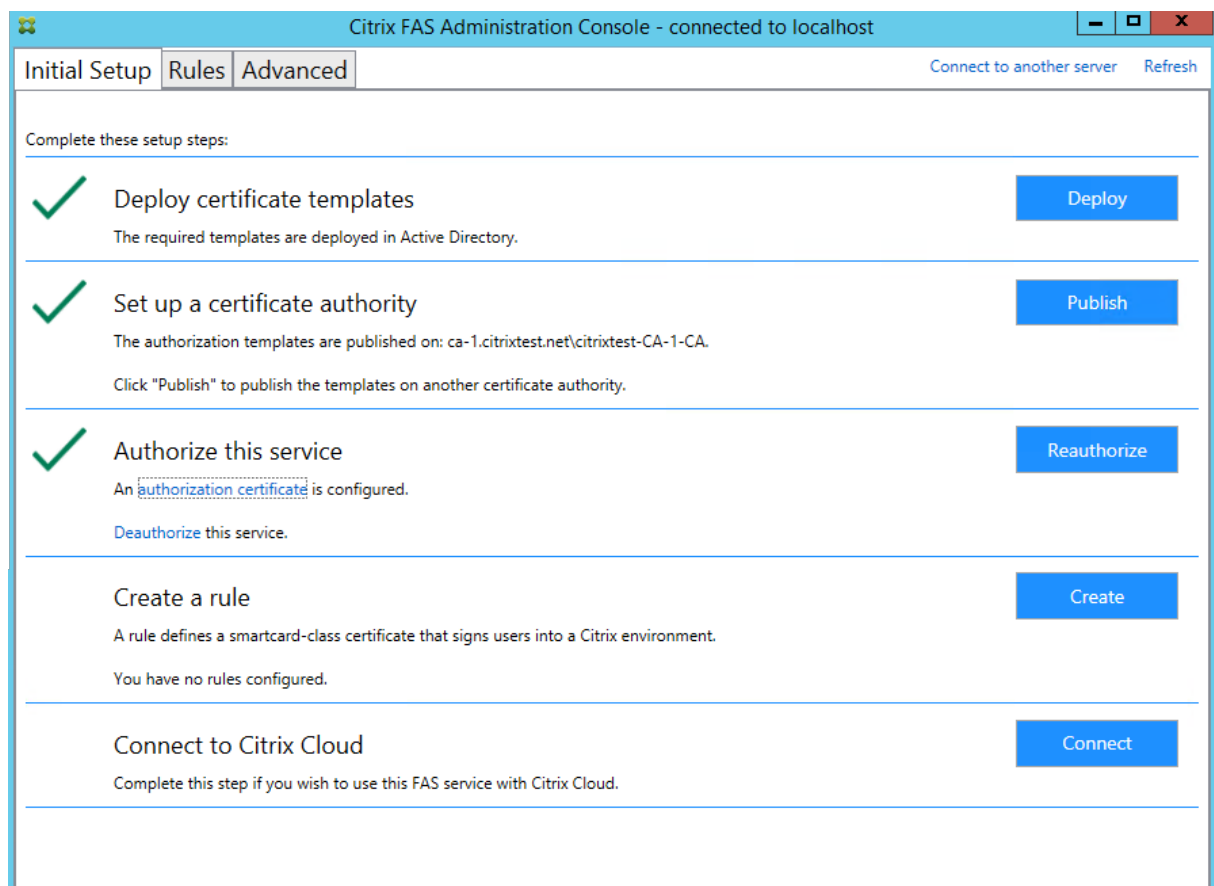 Citrix FAS Administration Console - connected to localhost
Initial Setup Rules Advanced Connect to another server Refresh
Complete these setup steps:
Deploy certificate templates
Deploy
The required templates are deployed in Active Directory.
Set up a certificate authority
Publish
The authorization templates are published on: ca-1.citrixtest.net\citrixtest-CA-1-CA.
Click "Publish" to publish the templates on another certificate authority.
Authorize this service
Reauthorize
An authorization certificate is configured.
Deauthorize this service.
Create a rule
Create
A rule defines a smartcard-class certificate that signs users into a Citrix environment.
You have no rules configured.
Connect to Citrix Cloud
Connect
Complete this step if you wish to use this FAS service with Citrix Cloud.